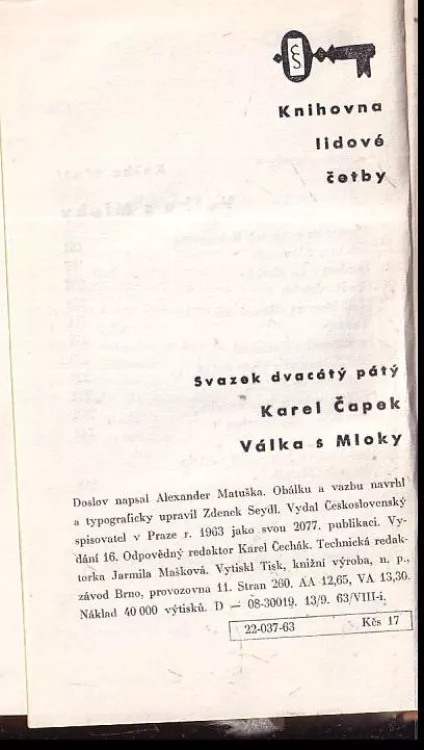 Knihovna
lidové
četby
Svazek dvacátý pátý
Karel Čapek
Válka s Mloky
Doslov napsal Alexander Matuška. Obálku a vazbu navrhl
a typograficky upravil Zdenek Seydl. Vydal Československý
spisovatel v Praze r. 1963 jako svou 2077. publikaci. Vy-
dání 16. Odpovědný redaktor Karel Čechák. Technická redak-
torka Jarmila Mašková. Vytiskl Tisk, knižní výroba, n. p.,
závod Brno, provozovna 11. Stran 260. AA 12,65, VA 13,30.
Náklad 40 000 výtisků. D — 08-30019. 13/9. 63/VIII-i.
22-037-63 Kčs 17